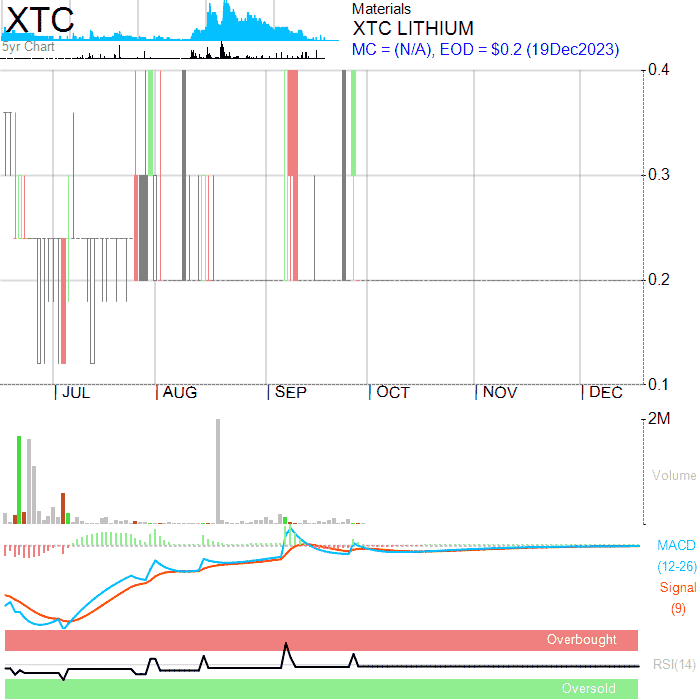 XTC
5yr Chart
Materials
XTC LITHIUM
MC = (N/A), EOD = $0.2 (19Dec2023)
0.4
0.3
0.2
0.1
JUL AUG SEP OCT NOV DEC
2M
Volume
MACD
(12-26)
Signal
(9)
Overbought
RSI(14)
Oversold